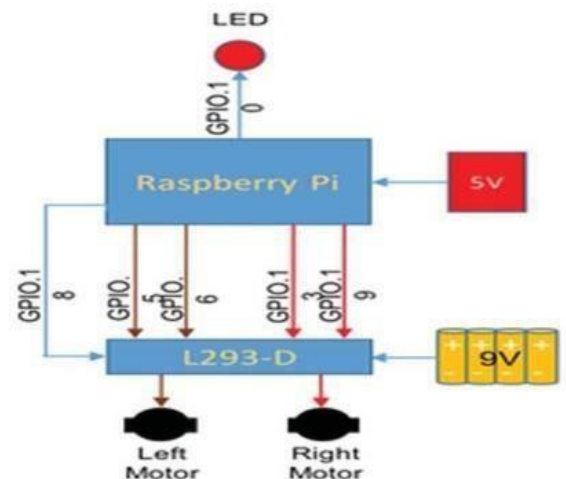 LED
GPIO.1
0
Raspberry Pi
5V
GPIO.1
8
GPIO.
5
GPIO.
6
GPIO.1
3
GPIO.1
9
L293-D
9V
Left
Motor
Right
Motor